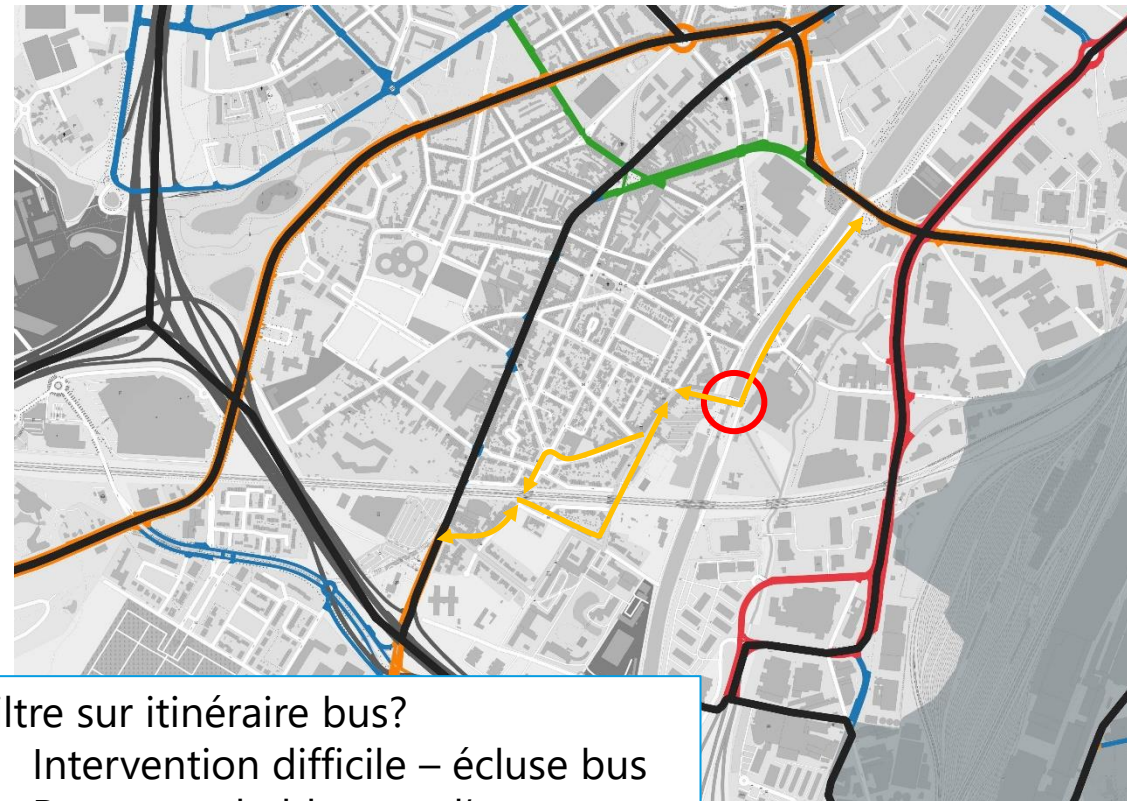 ltre sur itinéraire bus?
Intervention difficile – écluse bus